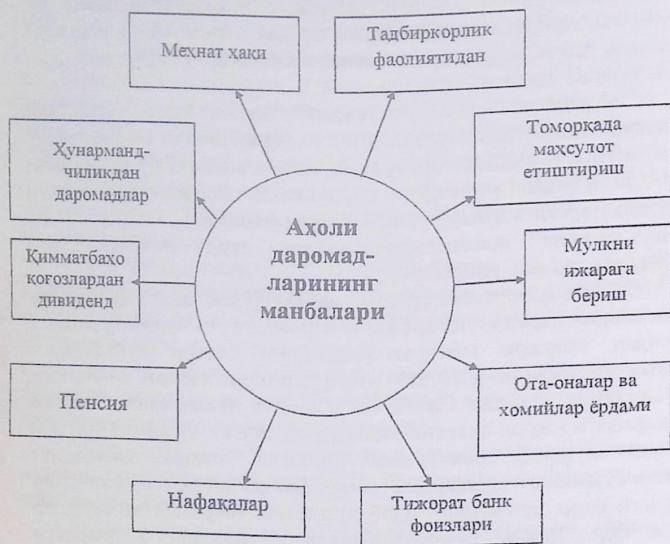 Меҳнат ҳақи
Тадбиркорлик
фаолиятидан
Ҳунарманд-
чиликдан
даромадлар
Томорқада
маҳсулот
етиштириш
Аҳоли
даромад-
ларининг
манбалари
Қимматбаҳо
қоғозлардан
дивиденд
Мулкни
ижарага
бериш
Пенсия
Ота-оналар ва
хомийлар ёрдами
Нафақалар
Тижорат банк
фоизлари